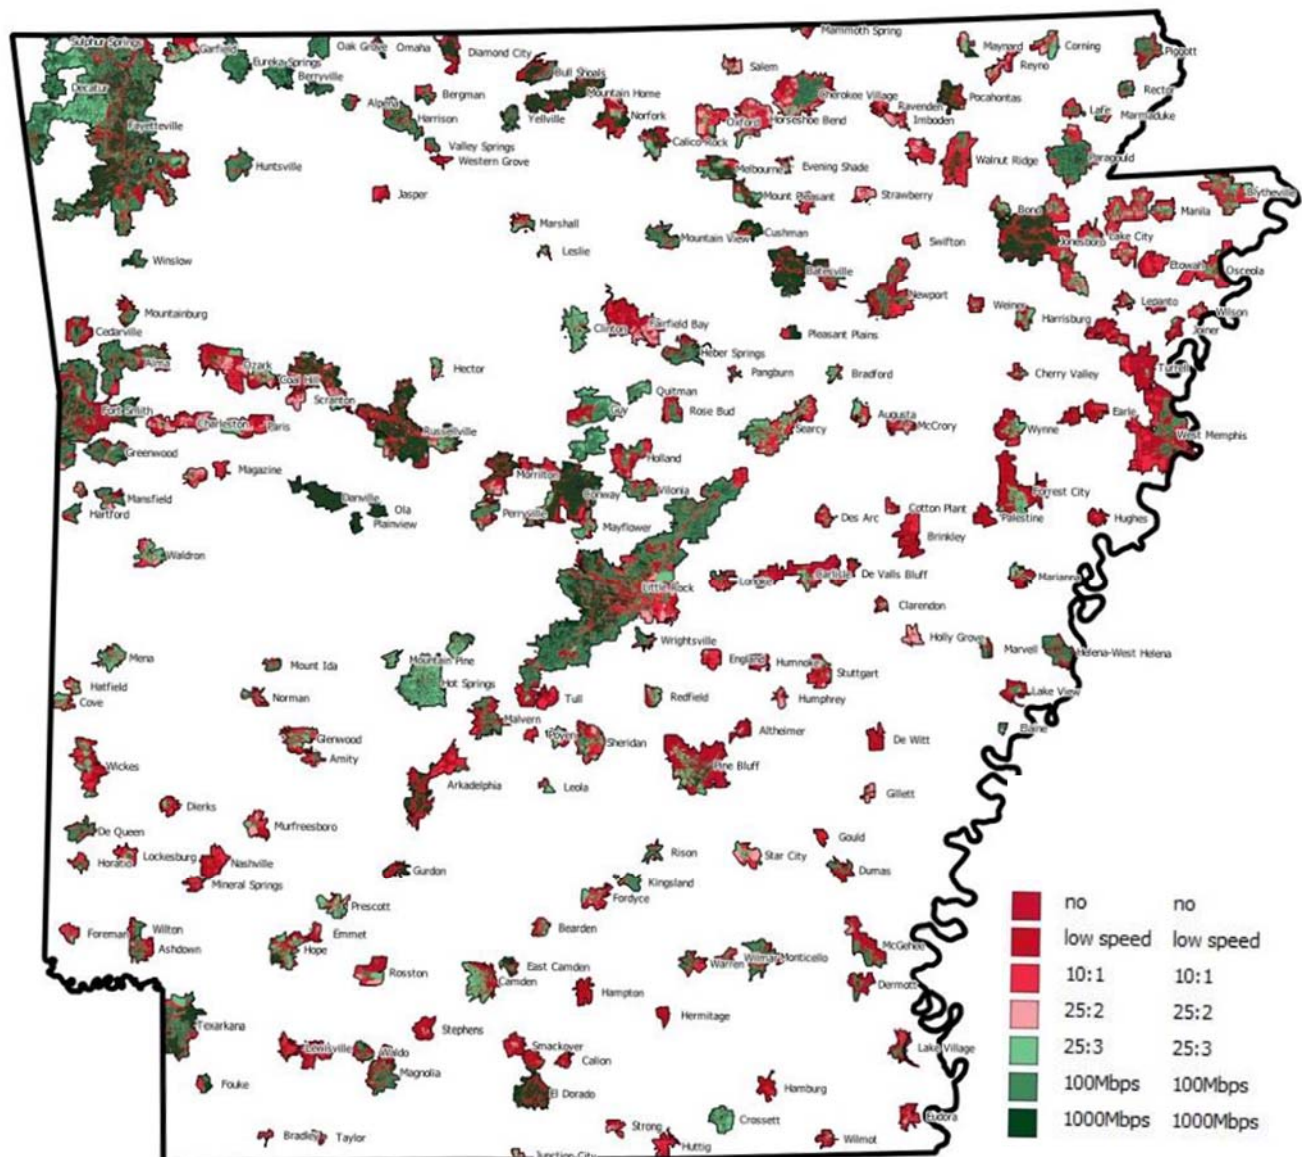 Mammoth Spring
Sulphur Springs
Garfield
Oak Grove
Omaha
Diamond City
Maynard
Corning
Piggott
Eureka Springs
Berryville
Bull Shoals
Salem
Reyno
Decatur
Alpena
Bergman
Mountain Home
Cherokee Village
Pocahontas
Rector
Fayetteville
Harrison
Yellville
Norfork
Oxford
Horseshoe Bend
Ravenden
Imboden
Lafe
Marmaduke
Valley Springs
Western Grove
Calico Rock
Huntsville
Melbourne
Evening Shade
Walnut Ridge
Paragould
Jasper
Mount Pleasant
Strawberry
Blytheville
Marshall
Bono
Manila
Leslie
Mountain View
Cushman
Swifton
Jonesboro
Lake City
Winslow
Batesville
Etowah
Osceola
Mountainburg
Newport
Weiner
Lepanto
Wilson
Cedarville
Clinton
Fairfield Bay
Harrisburg
Joiner
Pleasant Plains
Alma
Ozark
Hector
Heber Springs
Coal Hill
Pangburn
Bradford
Cherry Valley
Turrell
Scranton
Quitman
Fort Smith
Guy
Rose Bud
Augusta
McCrory
Earle
Charleston
Paris
Russellville
Searcy
Wynne
West Memphis
Greenwood
Holland
Magazine
Morrilton
Mansfield
Danville
Conway
Vilonia
Forrest City
Hartford
Ola
Plainview
Perryville
Mayflower
Des Arc
Cotton Plant
Palestine
Hughes
Brinkley
Waldron
Little Rock
Lonoke
Carlisle
De Valls Bluff
Marianna
Clarendon
Wrightsville
Holly Grove
Mena
Mount Ida
Mountain Pine
England
Humnoke
Marvell
Helena-West Helena
Hot Springs
Stuttgart
Hatfield
Norman
Tull
Redfield
Humphrey
Lake View
Cove
Malvern
Elaine
Glenwood
Poyen
Sheridan
Altheimer
De Witt
Amity
Wickes
Pine Bluff
Arkadelphia
Leola
Gillett
Dierks
De Queen
Murfreesboro
Gould
Horatio
Lockesburg
Nashville
Rison
Star City
Gurdon
Dumas
Mineral Springs
Kingsland
Prescott
Fordyce
Foreman
Wilton
Emmet
Bearden
Ashdown
Hope
McGehee
Rosston
East Camden
Warren
Wilmar
Monticello
Camden
Hampton
Dermott
Texarkana
Stephens
Hermitage
Lewisville
Waldo
Smackover
Calion
Lake Village
Magnolia
Fouke
El Dorado
Hamburg
Strong
Crossett
Eudora
Bradley
Taylor
Huttig
Wilmot
Junction City
no no
low speed low speed
10:1 10:1
25:2 25:2
25:3 25:3
100Mbps 100Mbps
1000Mbps 1000Mbps